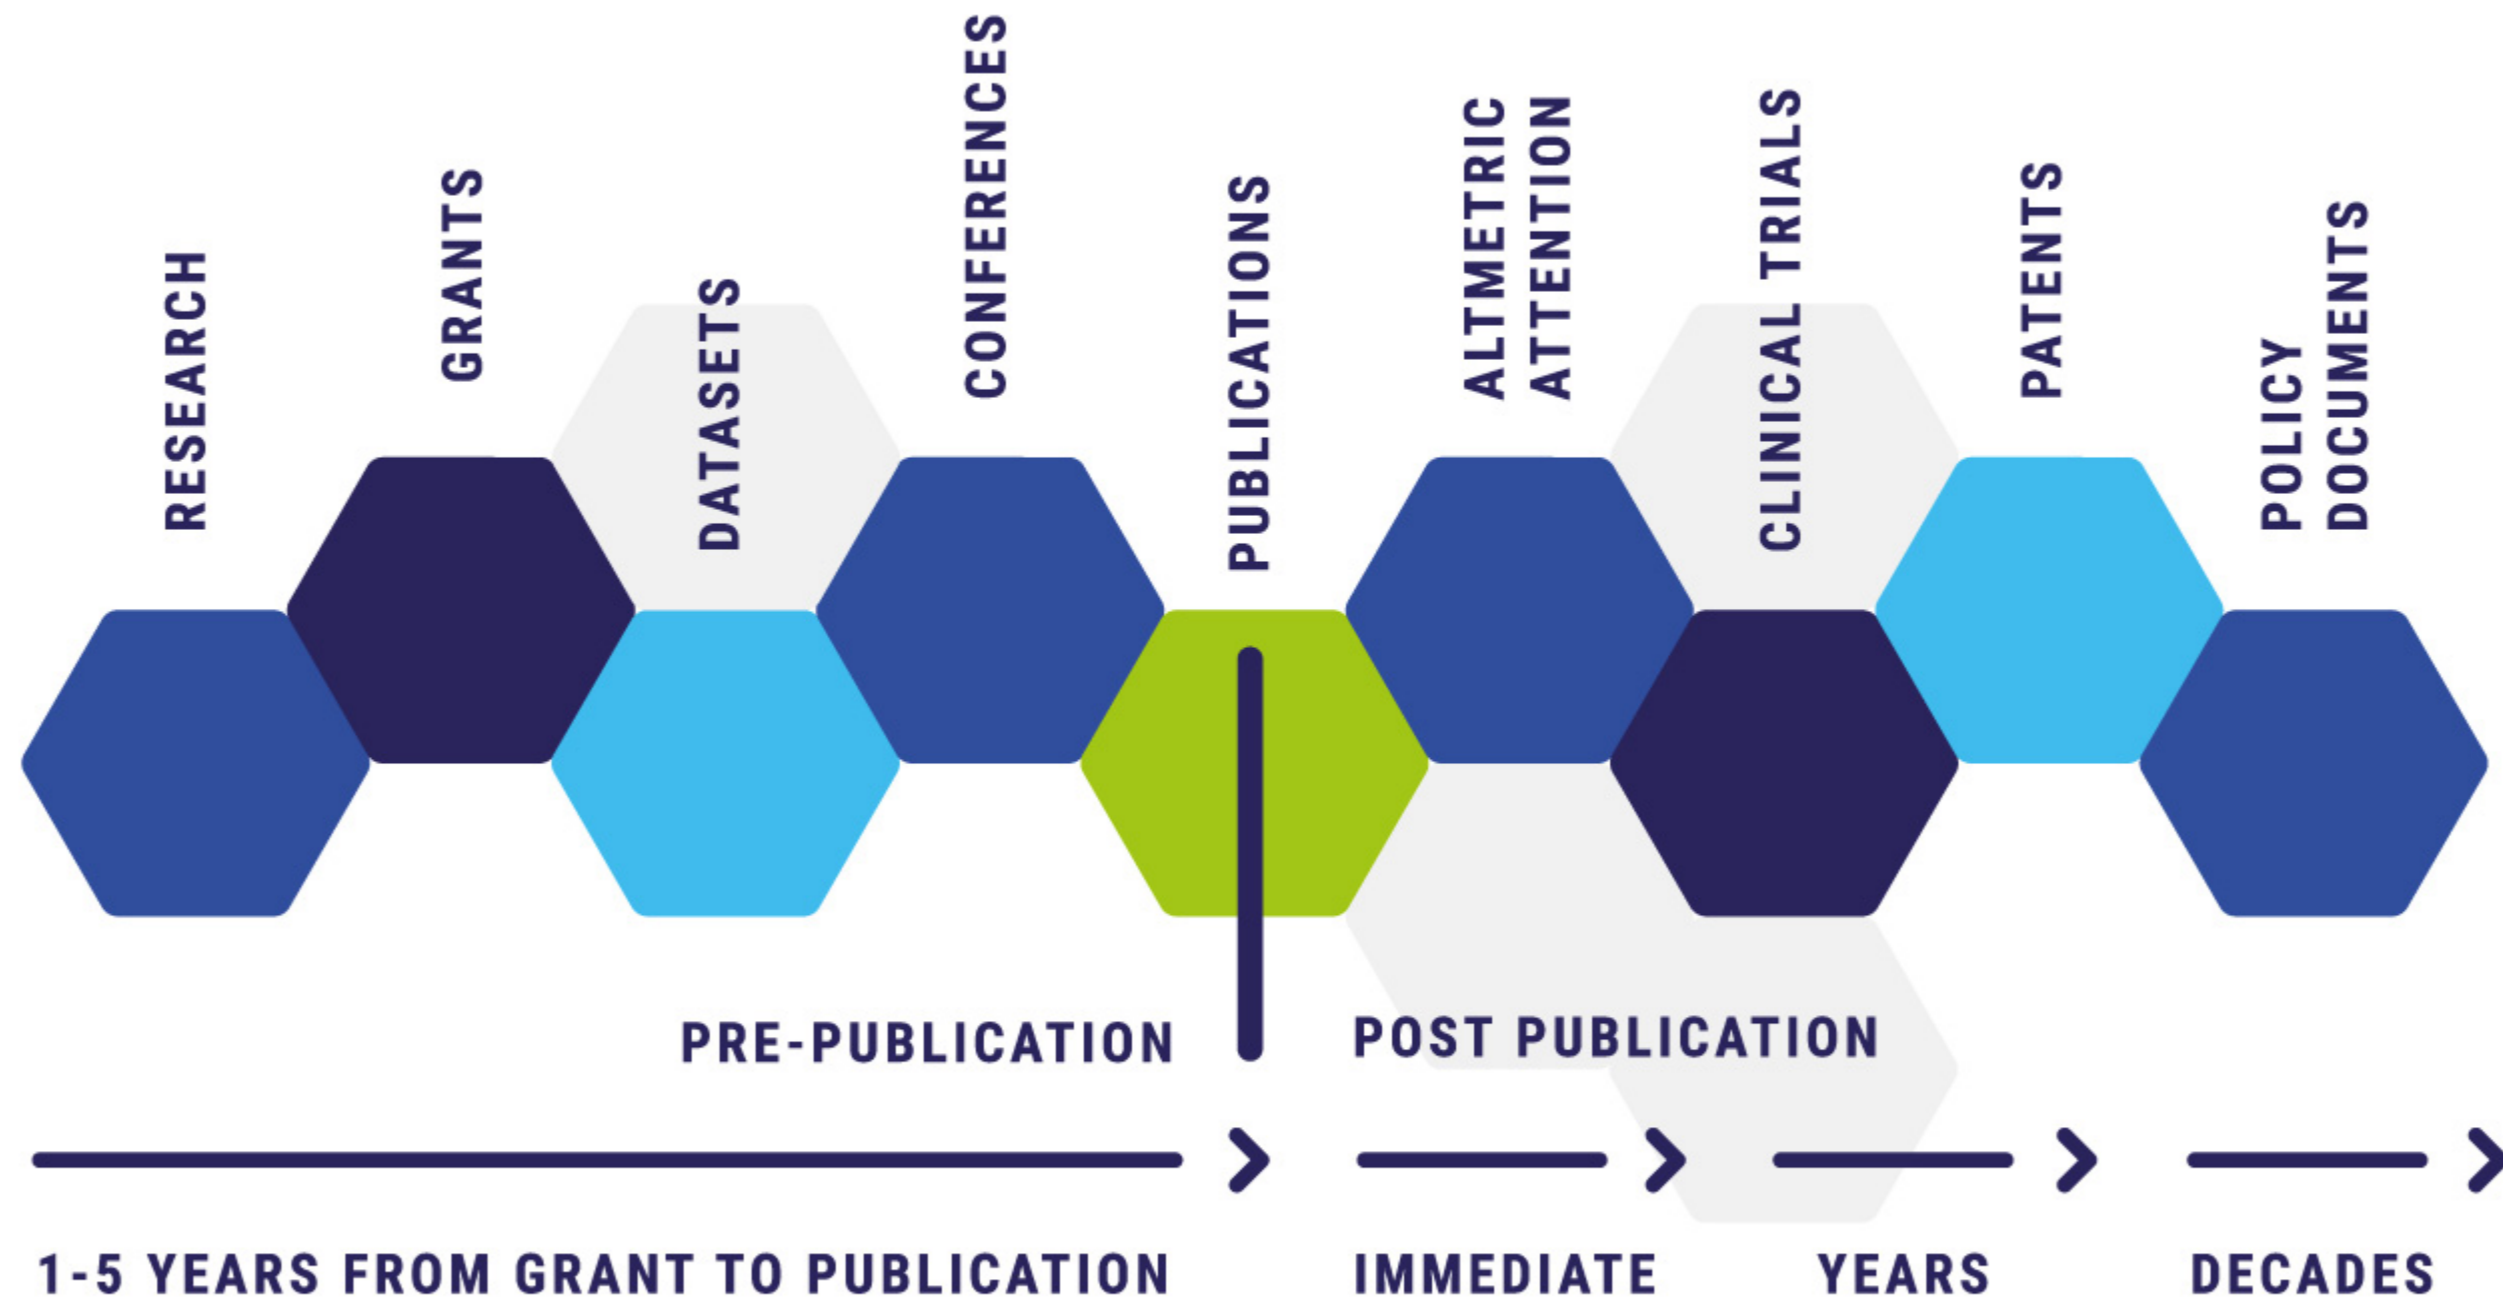 RESEARCH
GRANTS
DATASETS
CONFERENCES
PUBLICATIONS
ALTMETRIC
ATTENTION
CLINICAL TRIALS
PATENTS
POLICY
DOCUMENTS
PRE-PUBLICATION
POST PUBLICATION
1-5 YEARS FROM GRANT TO PUBLICATION
IMMEDIATE
YEARS
DECADES